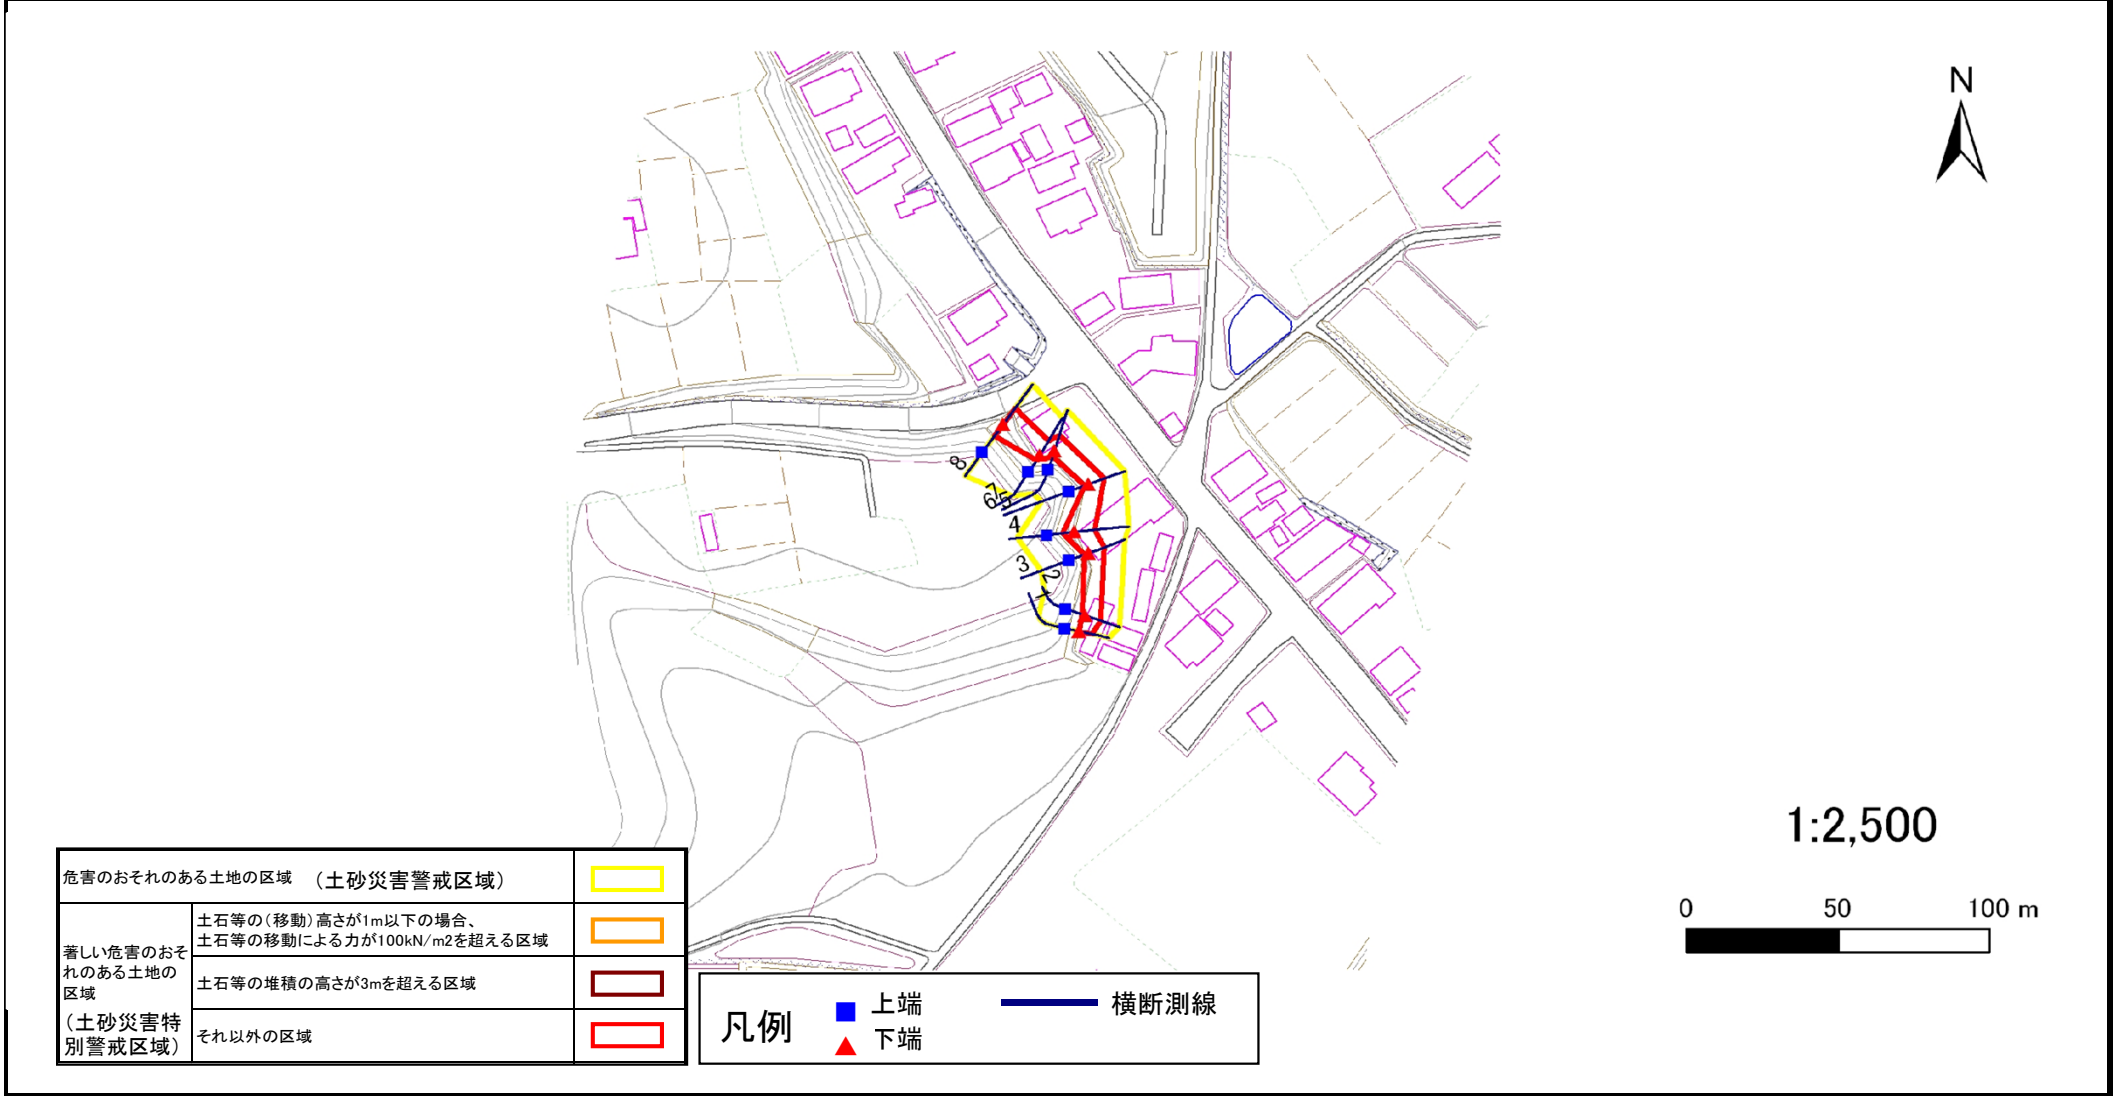 N
8
7
6
5
4
3
2
1
1:2,500
0 50 100 m
危害のおそれのある土地の区域 （土砂災害警戒区域）
著しい危害のおそ
れのある土地の
区域
（土砂災害特
別警戒区域）
土石等の（移動）高さが1m以下の場合、
土石等の移動による力が100kN/m2を超える区域
土石等の堆積の高さが3mを超える区域
それ以外の区域
凡例
上端
下端
横断測線